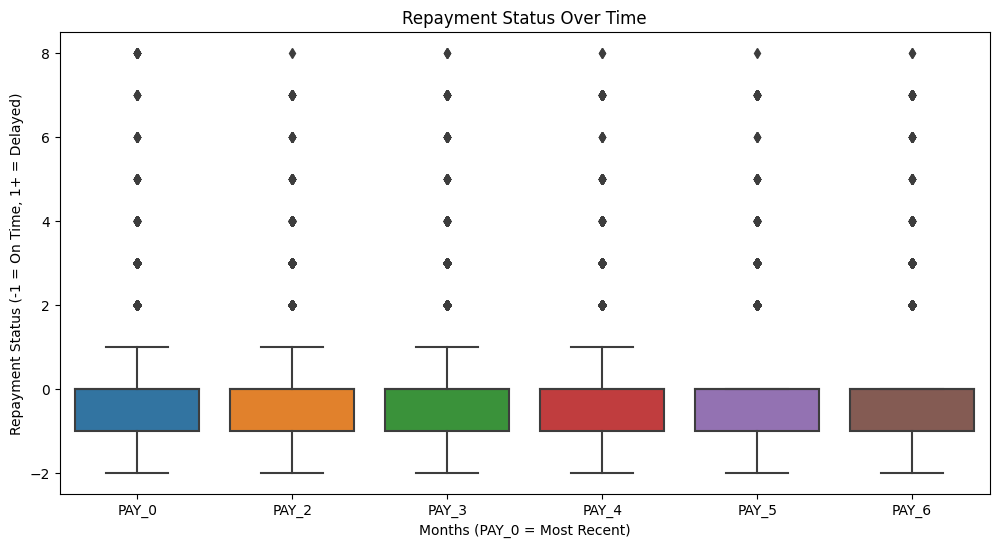 Repayment Status Over Time
Repayment Status (-1 = On Time, 1+ = Delayed)
8
6
4
2
0
−2
PAY_0 PAY_2 PAY_3 PAY_4 PAY_5 PAY_6
Months (PAY_0 = Most Recent)